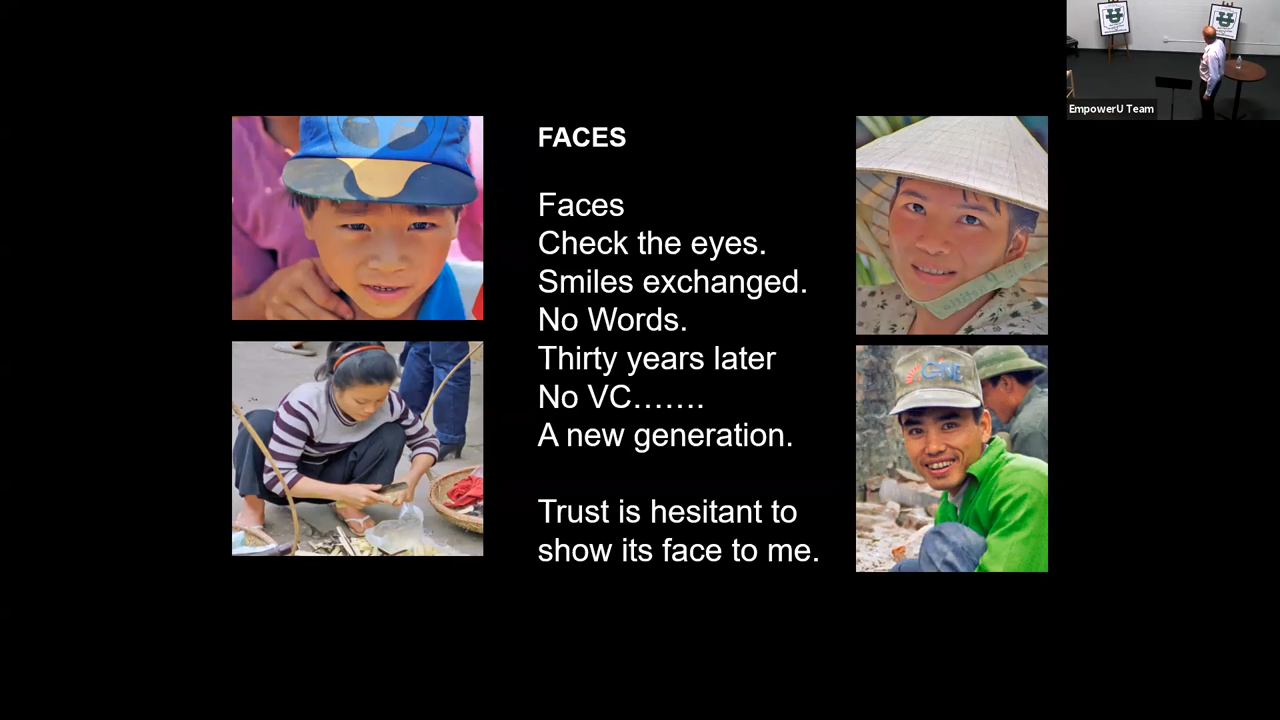 FACES
Faces
Check the eyes.
Smiles exchanged.
No Words.
Thirty years later
No VC.......
A new generation.
Trust is hesitant to
show its face to me.
EmpowerU Team